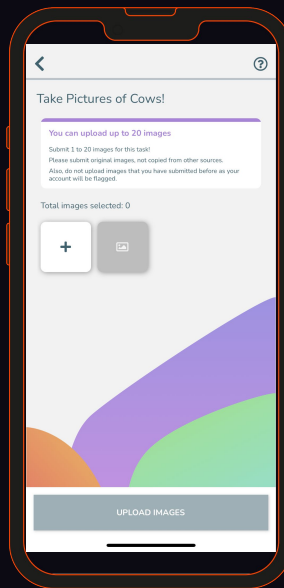 Take Pictures of Cows!
You can upload up to 20 images
Submit 1 to 20 images for this task!
Please submit original images, not copied from other sources.
Also, do not upload images that you have submitted before as your
account will be flagged.
Total images selected: 0
UPLOAD IMAGES